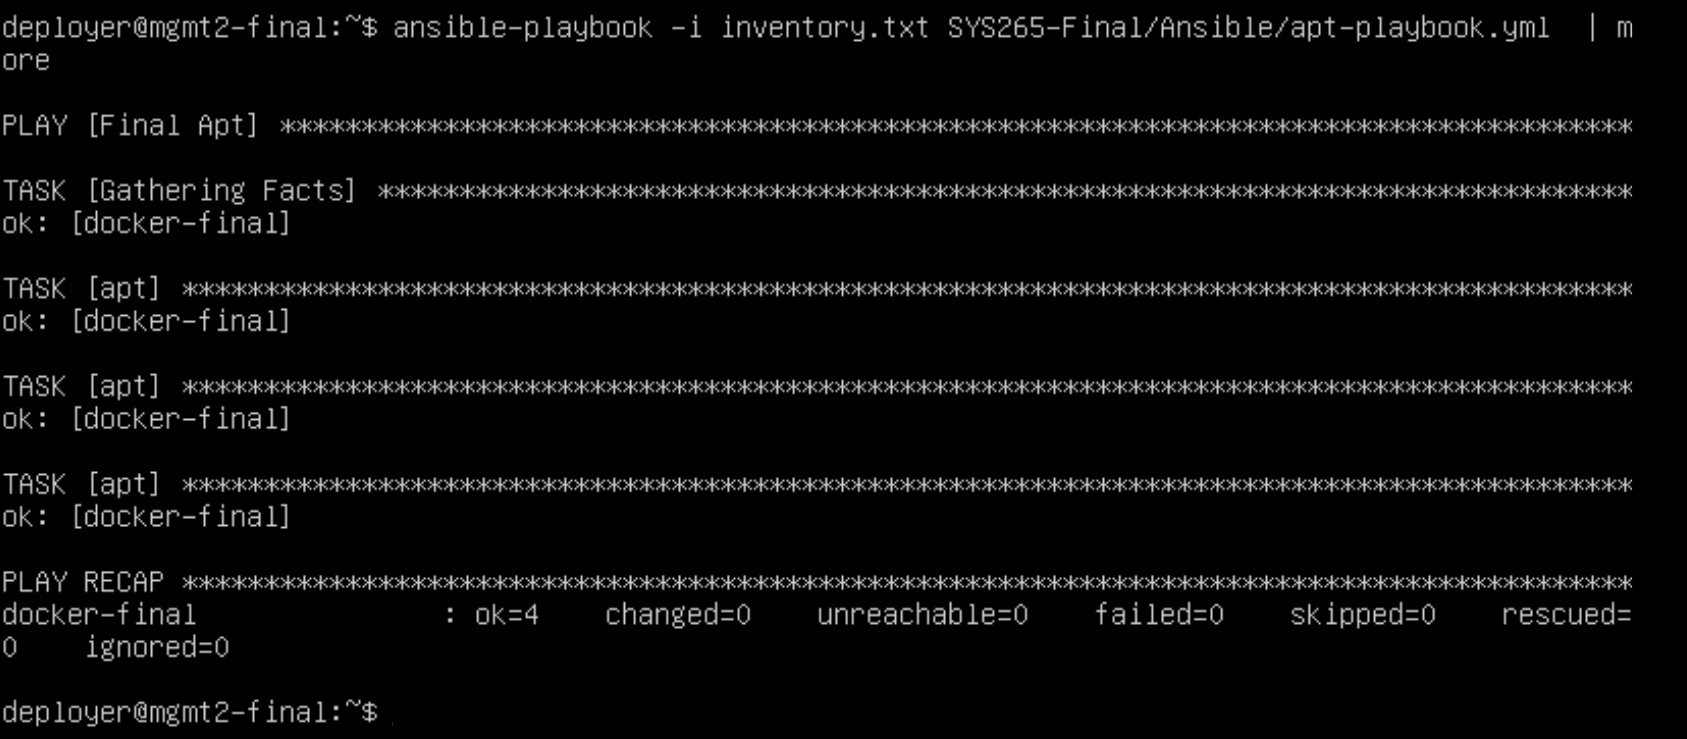 deployer@mgmt2-final:~$ ansible-playbook -i inventory.txt SYS265-Final/Ansible/apt-playbook.yml  | m
ore
PLAY [Final Apt] ***********************************************************************************
TASK [Gathering Facts] *****************************************************************************
ok: [docker-final]
TASK [apt] *****************************************************************************************
ok: [docker-final]
TASK [apt] *****************************************************************************************
ok: [docker-final]
TASK [apt] *****************************************************************************************
ok: [docker-final]
PLAY RECAP *****************************************************************************************
docker-final               : ok=4    changed=0    unreachable=0    failed=0    skipped=0    rescued=
0    ignored=0
deployer@mgmt2-final:~$